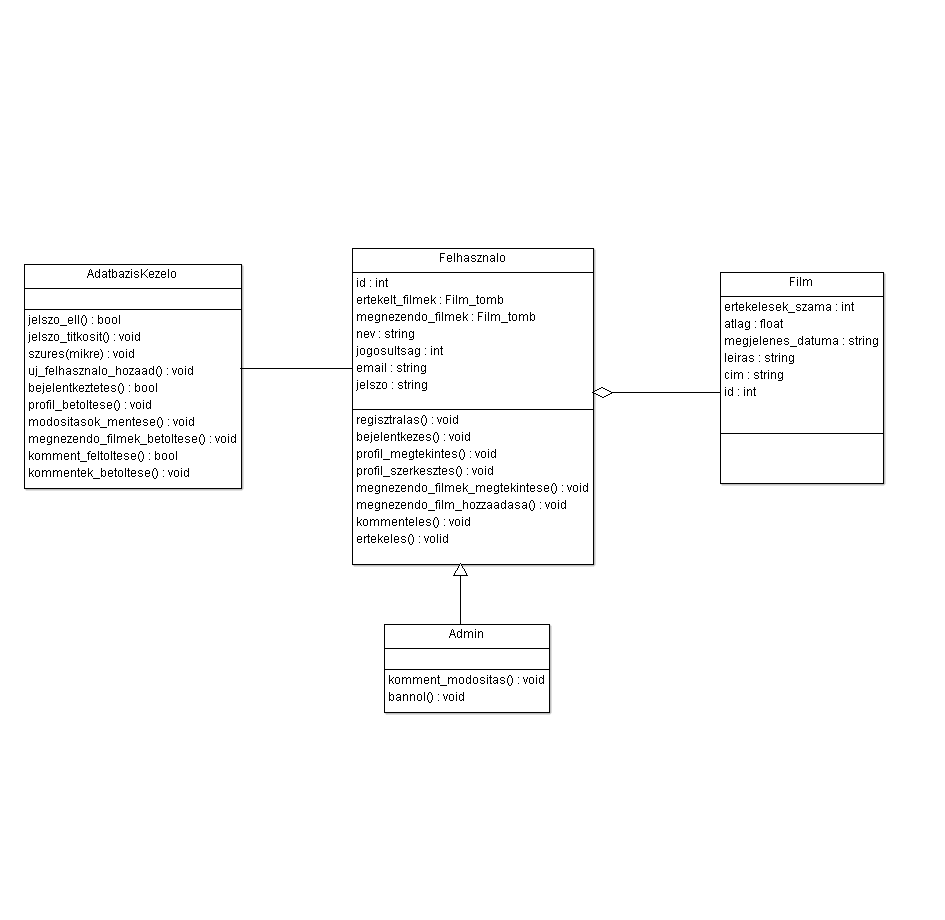 AdatbazisKezelo
jelszo_ell() : bool
jelszo_titkosit() : void
szures(mikre) : void
uj_felhasznalo_hozaad() : void
bejelentkeztetes() : bool
profil_betoltese() : void
modositasok_mentese() : void
megnezendo_filmek_betoltese() : void
komment_feltoltese() : bool
kommentek_betoltese() : void
Felhasznalo
id : int
ertekelt_filmek : Film_tomb
megnezendo_filmek : Film_tomb
nev : string
jogosultsag : int
email : string
jelszo : string
regisztralas() : void
bejelentkezes() : void
profil_megtekintes() : void
profil_szerkesztes() : void
megnezendo_filmek_megtekintese() : void
megnezendo_film_hozzaadasa() : void
kommenteles() : void
ertekeles() : volid
Film
ertekelesek_szama : int
atlag : float
megjelenes_datuma : string
leiras : string
cim : string
id : int
Admin
komment_modositas() : void
bannol() : void